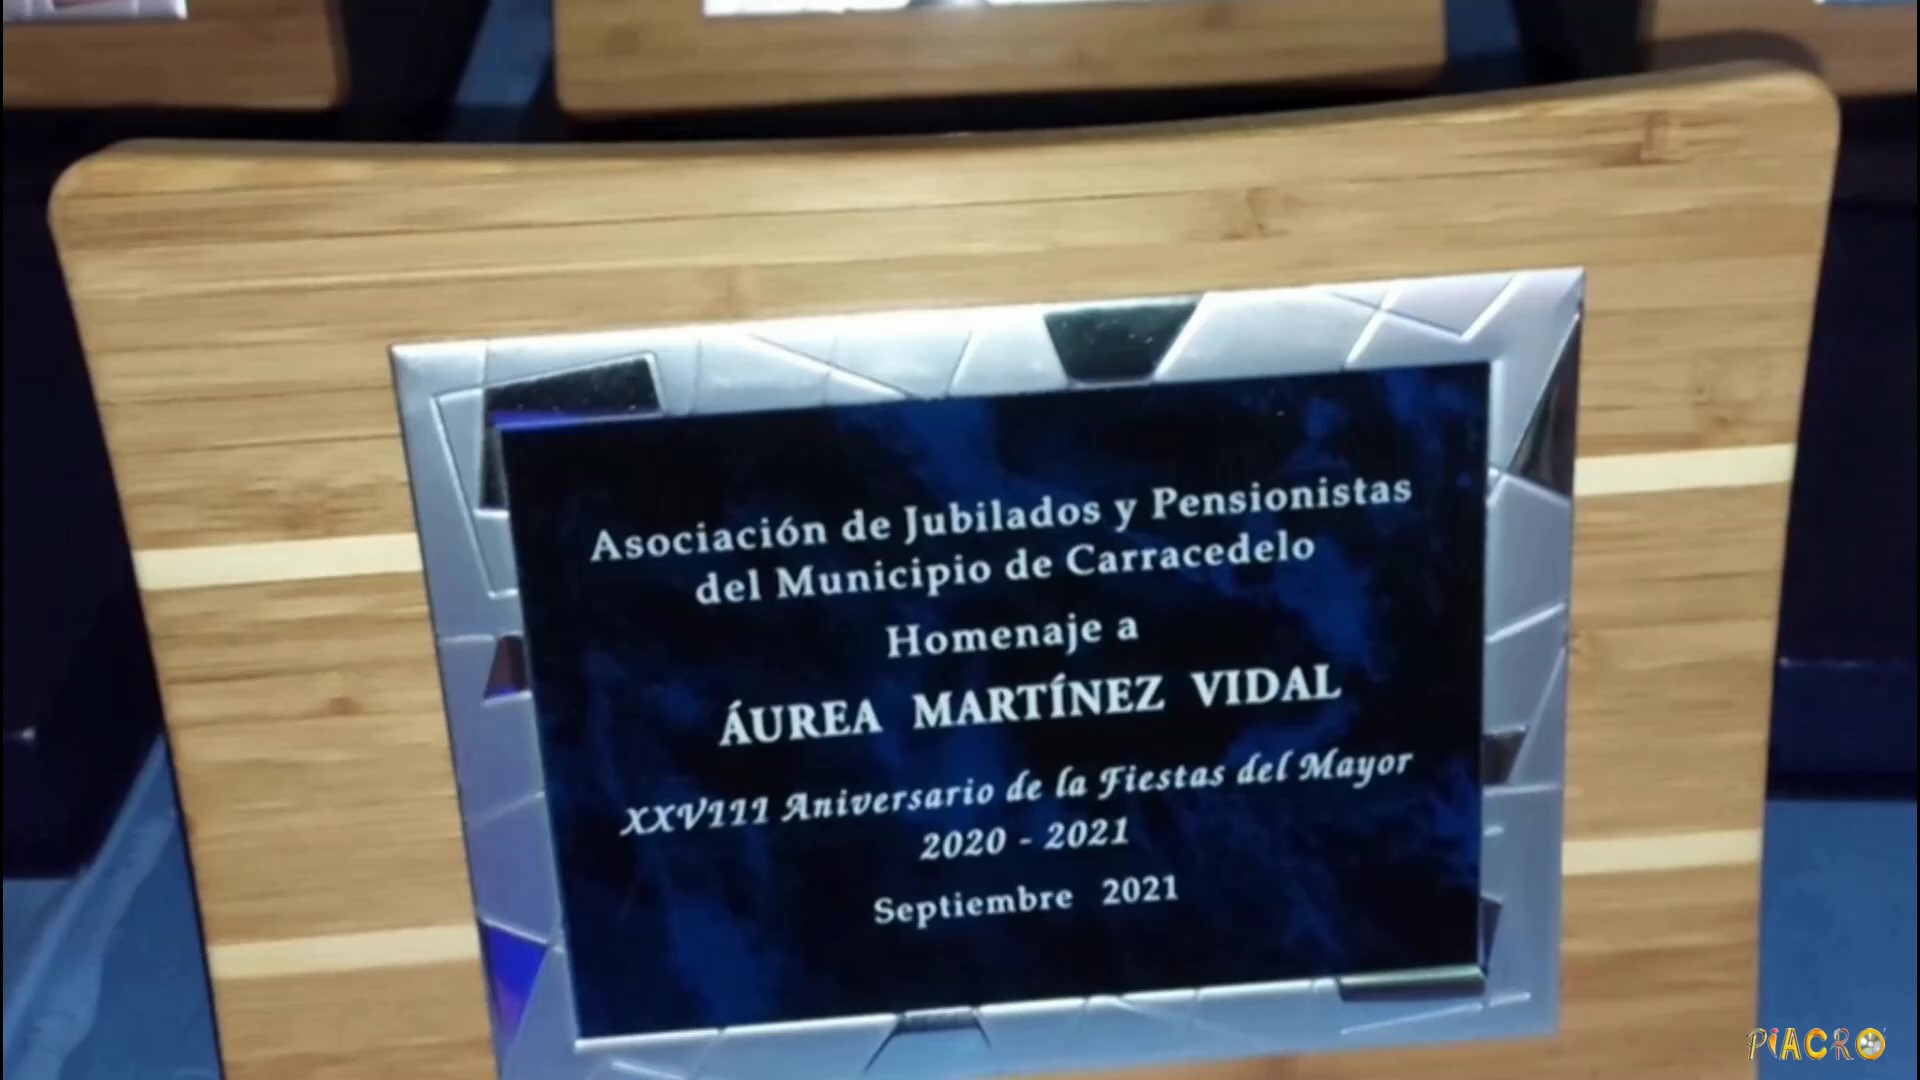 Asociación de Jubilados y Pensionistas
del Municipio de Carracedelo
Homenaje a
ÁUREA MARTÍNEZ VIDAL
XXVIII Aniversario de la Fiestas del Mayor
2020 - 2021
Septiembre 2021
PiACRO